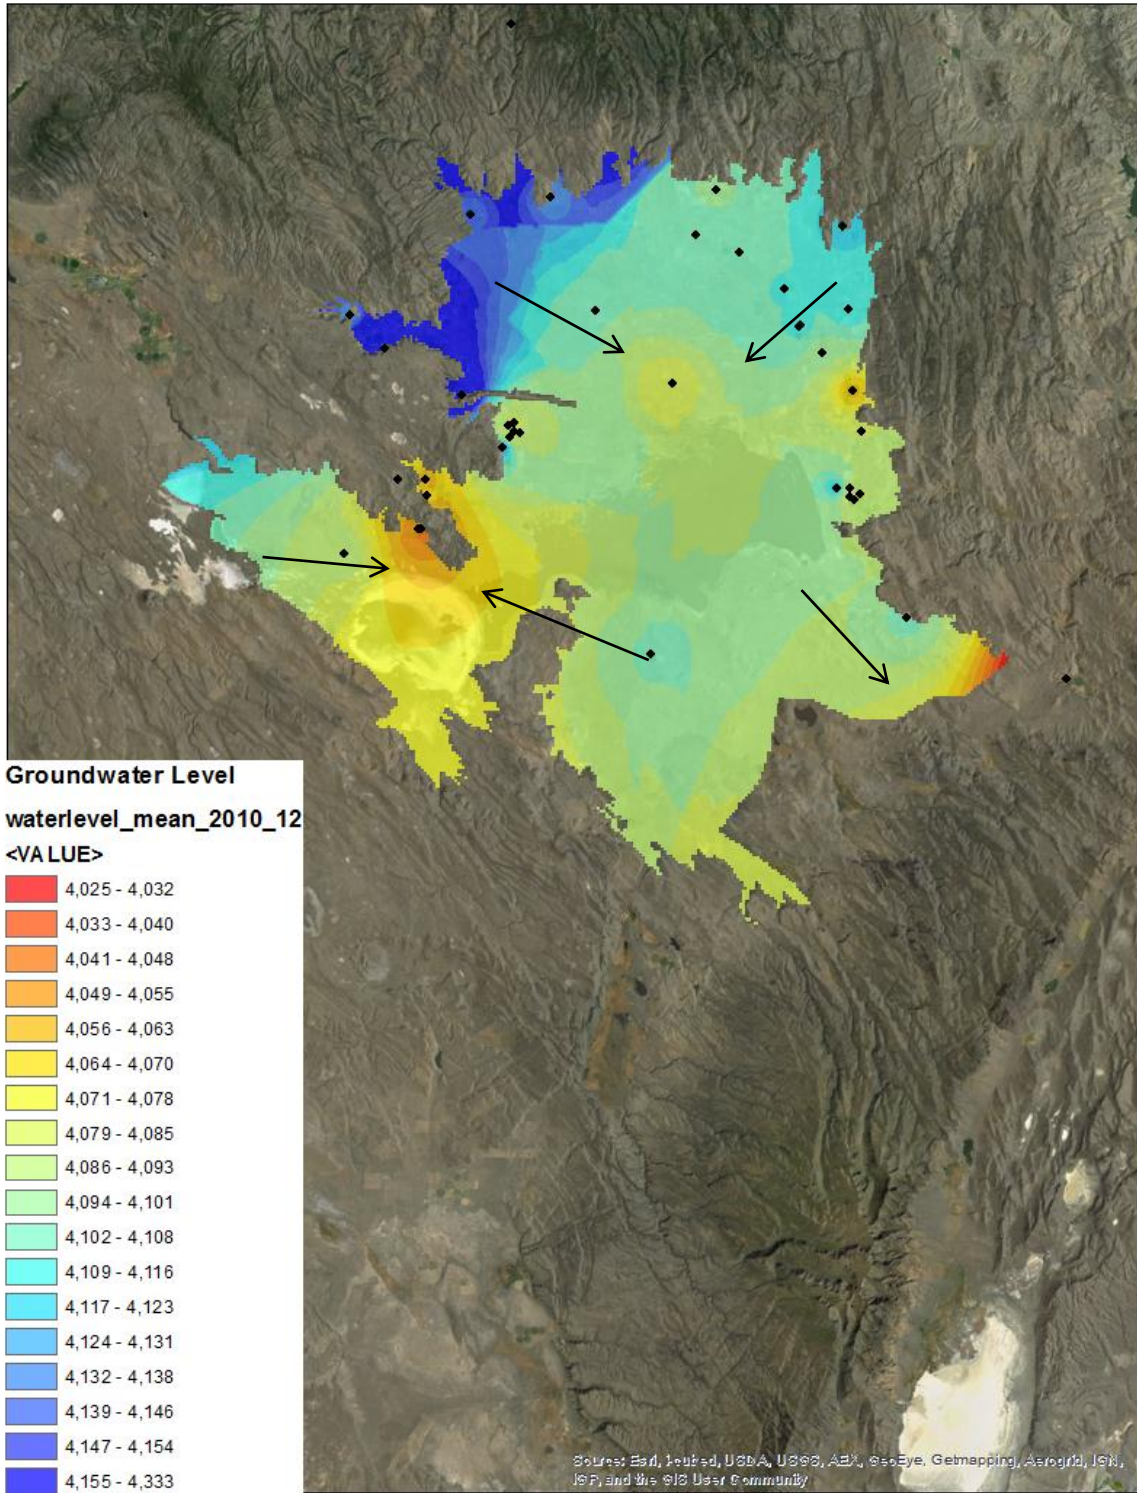 Groundwater Level
waterlevel_mean_2010_12
<VALUE>
4,025 - 4,032
4,033 - 4,040
4,041 - 4,048
4,049 - 4,055
4,056 - 4,063
4,064 - 4,070
4,071 - 4,078
4,079 - 4,085
4,086 - 4,093
4,094 - 4,101
4,102 - 4,108
4,109 - 4,116
4,117 - 4,123
4,124 - 4,131
4,132 - 4,138
4,139 - 4,146
4,147 - 4,154
4,155 - 4,333
Source: Esri, i-cubed, USDA, USGS, AEX, GeoEye, Getmapping, Aerogrid, IGN,
IGP, and the GIS User Community